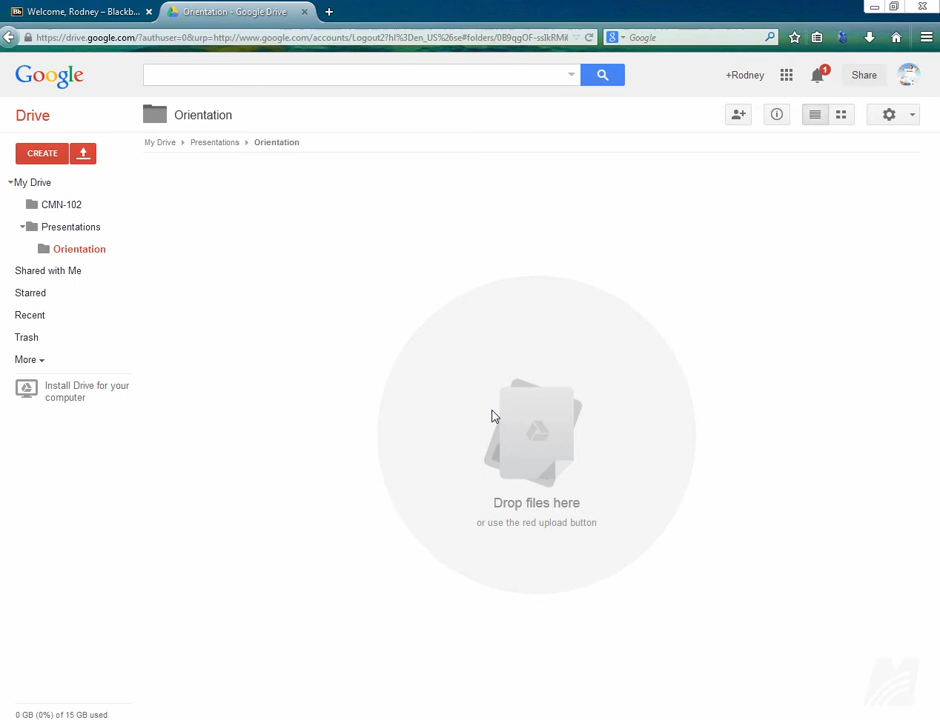 Welcome, Rodney – Blackb...
Orientation - Google Drive
https://drive.google.com/?authuser=0&urp=http://www.google.com/accounts/Logout2?hl%3Den_US%26se#folders/
Google
Google
+Rodney
1
Share
Drive
Orientation
My Drive
Presentations
Orientation
CREATE
My Drive
CMN-102
Presentations
Orientation
Shared with Me
Starred
Recent
Trash
More
Install Drive for your
computer
Drop files here
or use the red upload button
0 GB (0%) of 15 GB used